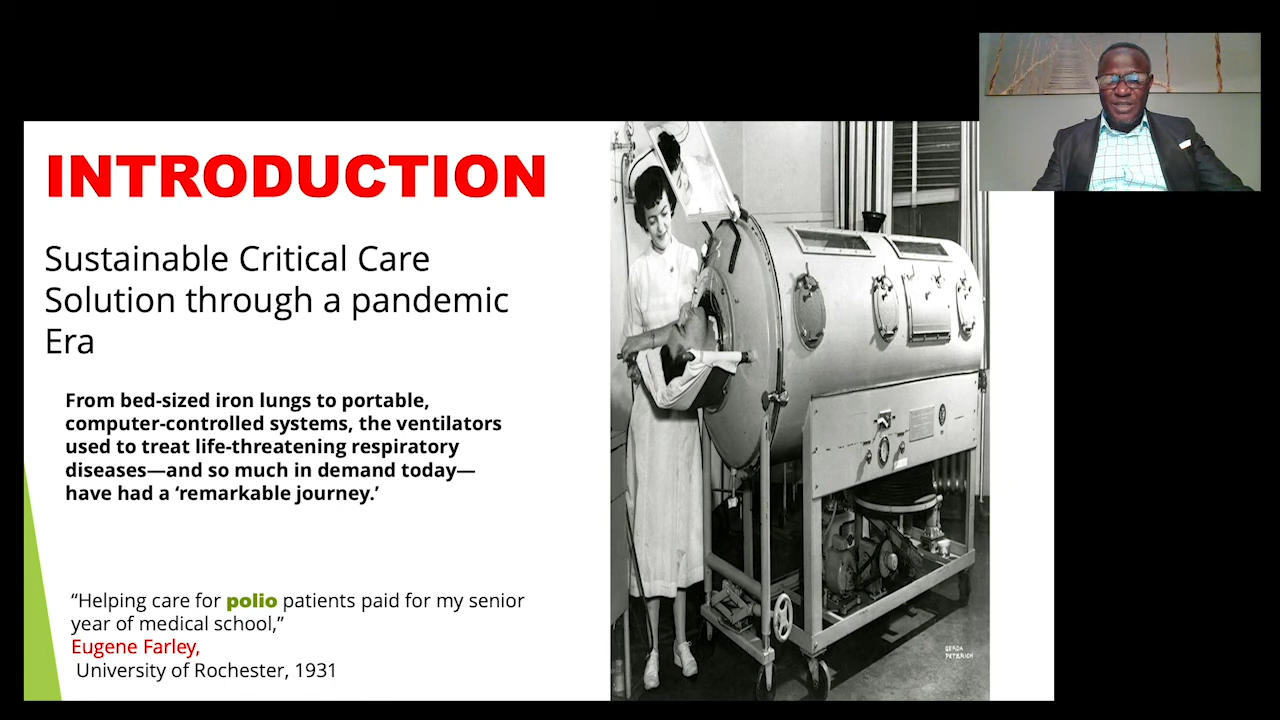 INTRODUCTION
Sustainable Critical Care
Solution through a pandemic
Era
From bed-sized iron lungs to portable,
computer-controlled systems, the ventilators
used to treat life-threatening respiratory
diseases—and so much in demand today—
have had a ‘remarkable journey.’
“Helping care for polio patients paid for my senior
year of medical school,”
Eugene Farley,
University of Rochester, 1931
GERDA
PETERICH